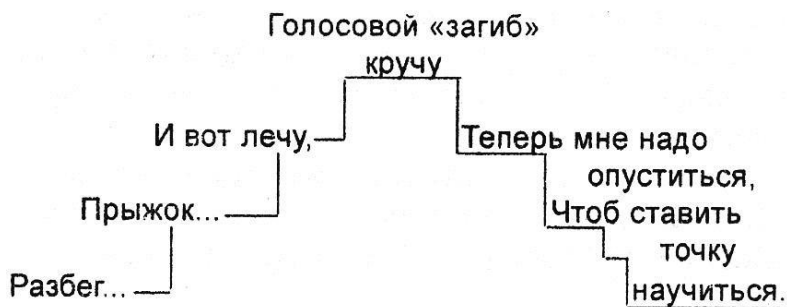 Разбег...
Прыжок...
И вот лечу,
Голосовой «загиб»
кручу
Теперь мне надо
опуститься,
Чтоб ставить
точку
научиться.